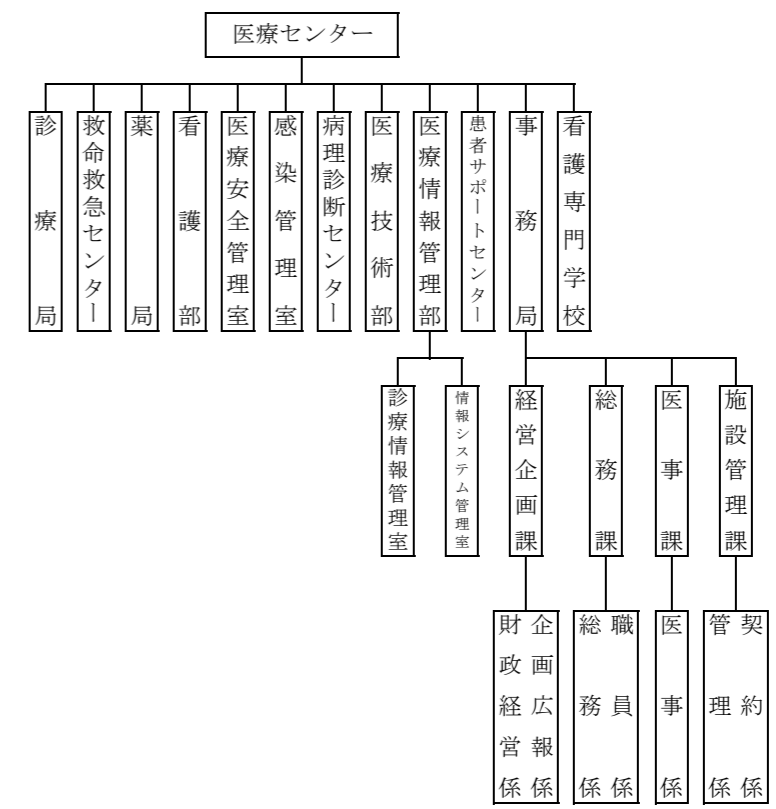 医療センター
診療局
救命救急センター
薬局
看護部
医療安全管理室
感染管理室
病理診断センター
医療技術部
医療情報管理部
患者サポートセンター
事務局
看護専門学校
診療情報管理室
情報システム管理室
経営企画課
総務課
医事課
施設管理課
企画広報係
財政経営係
職員係
総務係
医事係
契約係
管理係